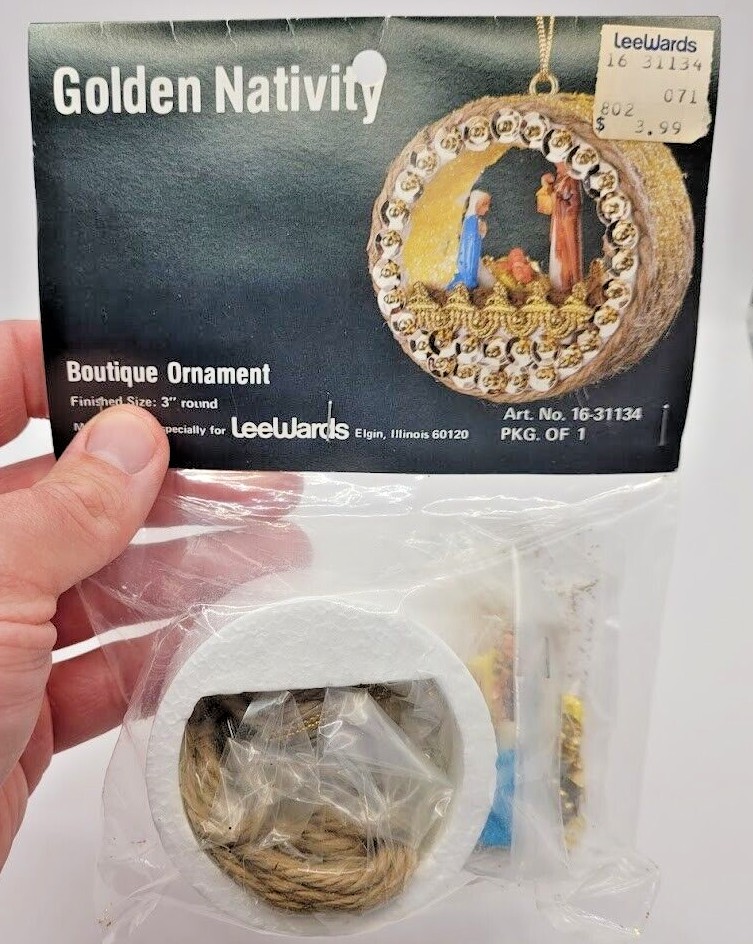 Golden Nativity
LeeWards
16 31134
802 071
$ 3.99
Boutique Ornament
Finished Size: 3" round
specially for LeeWards Elgin, Illinois 60120
Art. No. 16-31134
PKG. OF 1